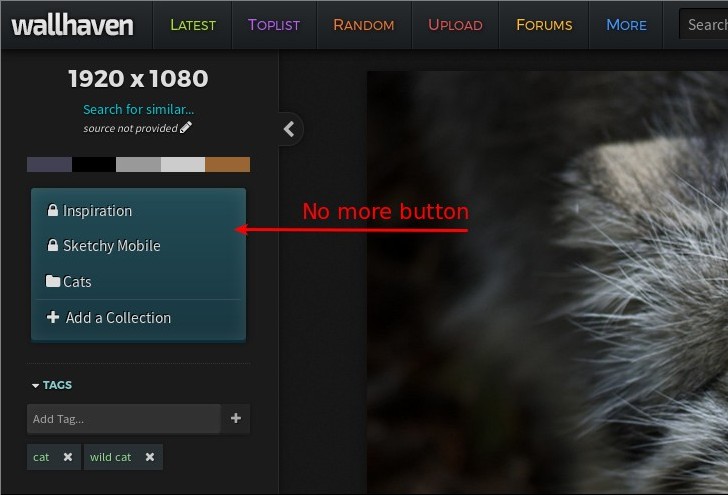 wallhaven LATEST TOPLIST RANDOM UPLOAD FORUMS MORE Search
1920 x 1080
Search for similar...
source not provided
No more button
Inspiration
Sketchy Mobile
Cats
Add a Collection
TAGS
Add Tag...
cat wild cat